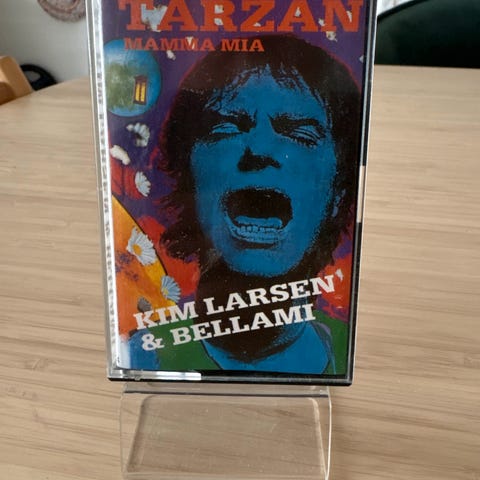 TARZAN
MAMMA MIA
KIM LARSEN
& BELLAMI